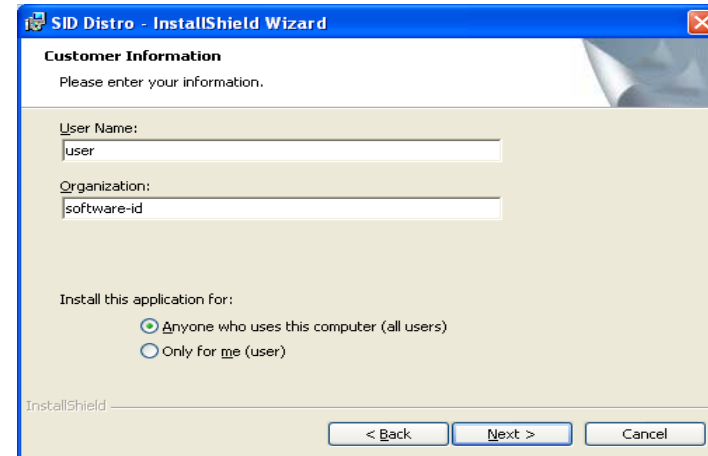 SID Distro - InstallShield Wizard
Customer Information
Please enter your information.
User Name:
user
Organization:
software-id
Install this application for:
Anyone who uses this computer (all users)
Only for me (user)
InstallShield
< Back Next > Cancel